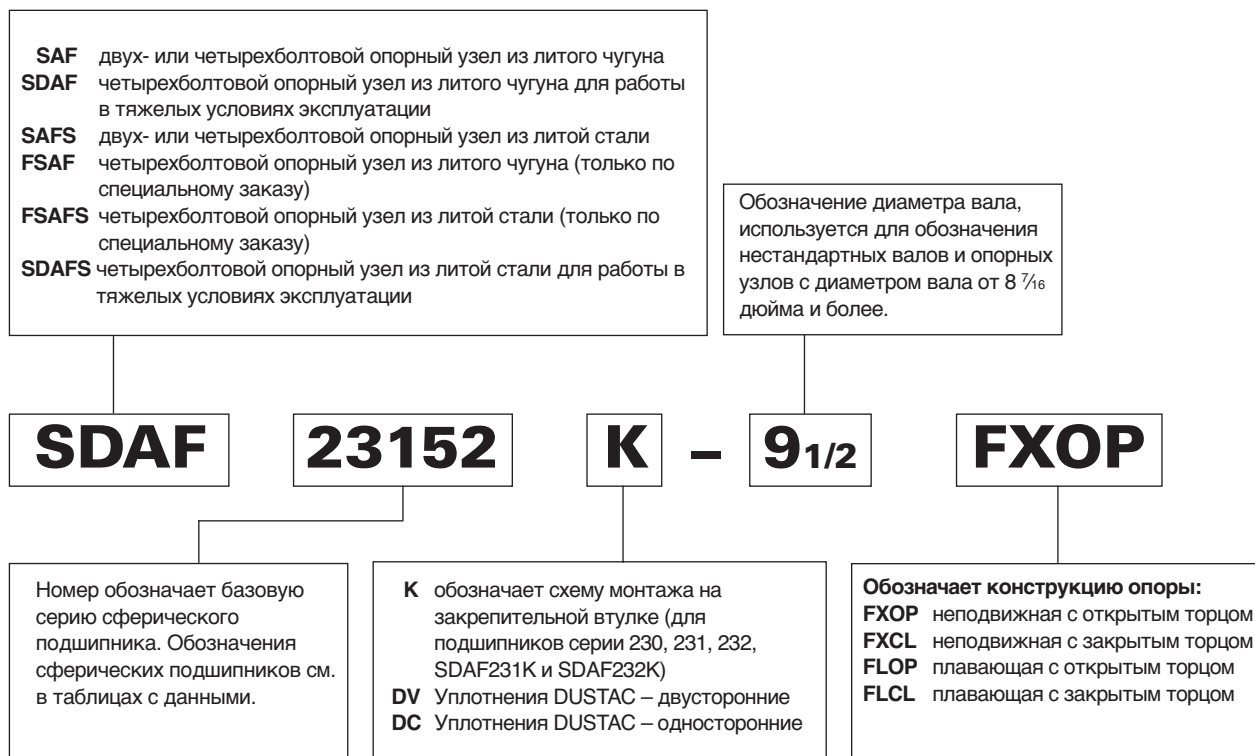 SAF двух- или четырехболтовой опорный узел из литого чугуна
SDAF четырехболтовой опорный узел из литого чугуна для работы
в тяжелых условиях эксплуатации
SAFS двух- или четырехболтовой опорный узел из литой стали
FSAF четырехболтовой опорный узел из литого чугуна (только по
специальному заказу)
FSAFS четырехболтовой опорный узел из литой стали (только по
специальному заказу)
SDAFS четырехболтовой опорный узел из литой стали для работы в
тяжелых условиях эксплуатации
Обозначение диаметра вала,
используется для обозначения
нестандартных валов и опорных
узлов с диаметром вала от 8 7/16
дюйма и более.
SDAF 23152 K – 9 1/2 FXOP
Номер обозначает базовую
серию сферического
подшипника. Обозначения
сферических подшипников см.
в таблицах с данными.
K обозначает схему монтажа на
закрепительной втулке (для
подшипников серии 230, 231, 232,
SDAF231K и SDAF232K)
DV Уплотнения DUSTAC – двусторонние
DC Уплотнения DUSTAC – односторонние
Обозначает конструкцию опоры:
FXOP неподвижная с открытым торцом
FXCL неподвижная с закрытым торцом
FLOP плавающая с открытым торцом
FLCL плавающая с закрытым торцом